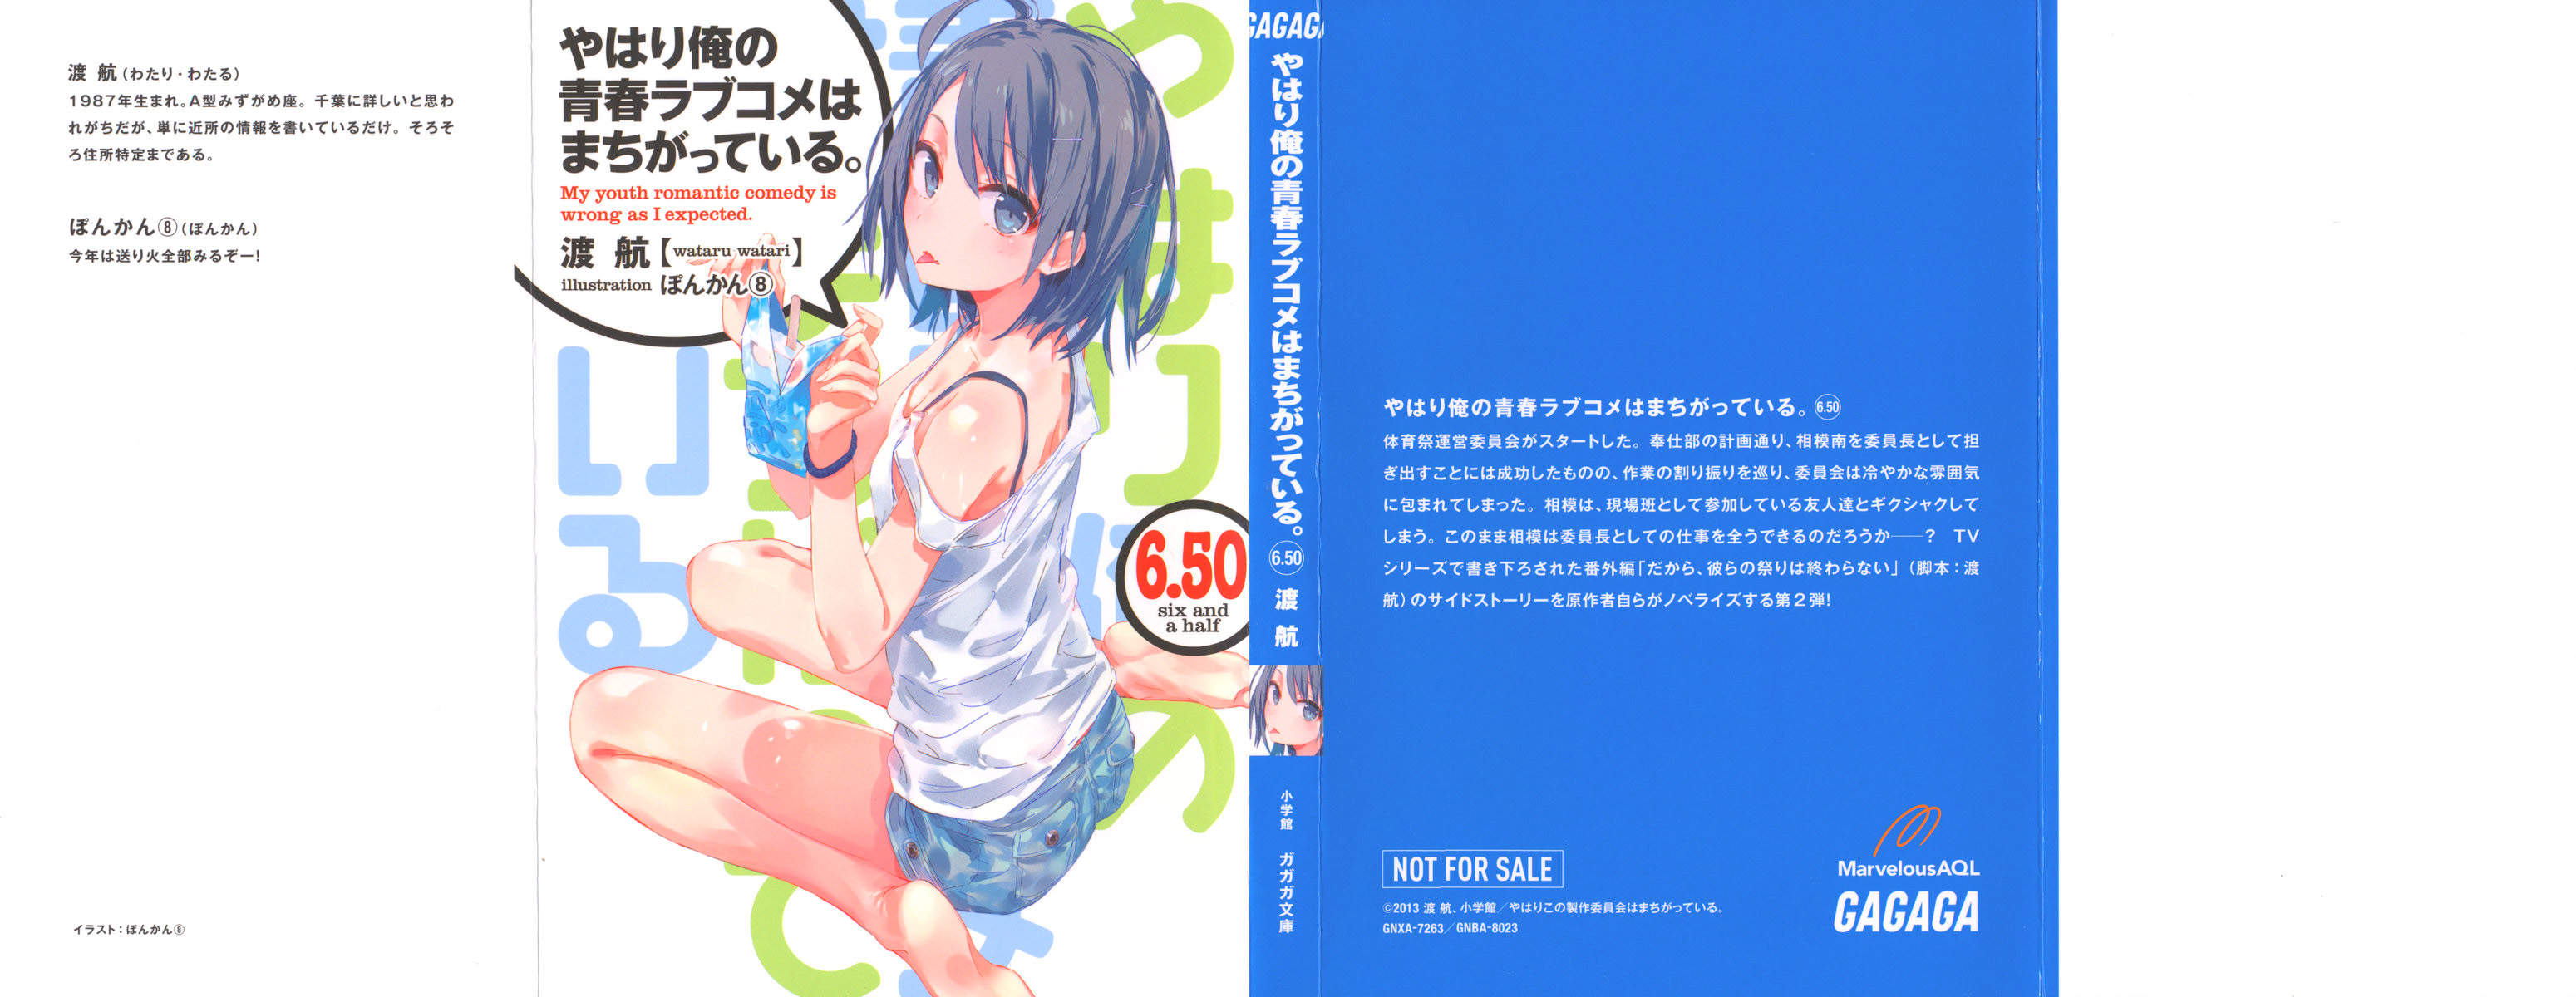 渡 航(わたり・わたる)
1987年生まれ。A型みずがめ座。千葉に詳しいと思わ
れがちだが、単に近所の情報を書いているだけ。そろそ
ろ住所特定まである。
ぽんかん⑧(ぽんかん)
今年は送り火全部みるぞー!
イラスト:ぽんかん⑧
やはり俺の
青春ラブコメは
まちがっている。
My youth romantic comedy is
wrong as I expected.
渡 航【wataru watari】
illustration ぽんかん⑧
6.50
six and
a half
GAGAGA
やはり俺の青春ラブコメはまちがっている。 6.50 渡 航
小学館 ガガガ文庫
やはり俺の青春ラブコメはまちがっている。6.50
体育祭運営委員会がスタートした。奉仕部の計画通り、相模南を委員長として担
ぎ出すことには成功したものの、作業の割り振りを巡り、委員会は冷ややかな雰囲気
に包まれてしまった。相模は、現場班として参加している友人達とギクシャクして
しまう。このまま相模は委員長としての仕事を全うできるのだろうか――? TV
シリーズで書き下ろされた番外編「だから、彼らの祭りは終わらない」(脚本:渡
航)のサイドストーリーを原作者自らがノベライズする第2弾!
NOT FOR SALE
©2013 渡 航、小学館/やはりこの製作委員会はまちがっている。
GNXA-7263/GNBA-8023
MarvelousAQL
GAGAGA